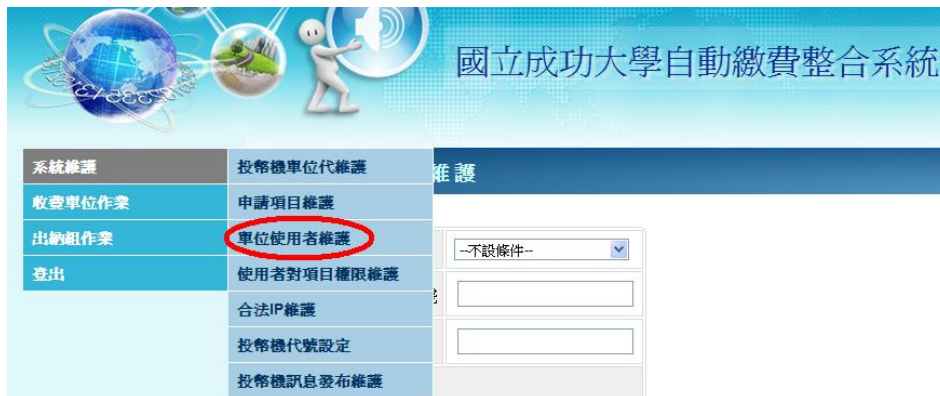 國立成功大學自動繳費整合系統
系統維護
收費單位作業
出納組作業
登出
投幣機單位代維護
申請項目維護
單位使用者維護
使用者對項目權限維護
合法IP維護
投幣機代號設定
投幣機訊息發布維護
維護
--不設條件--